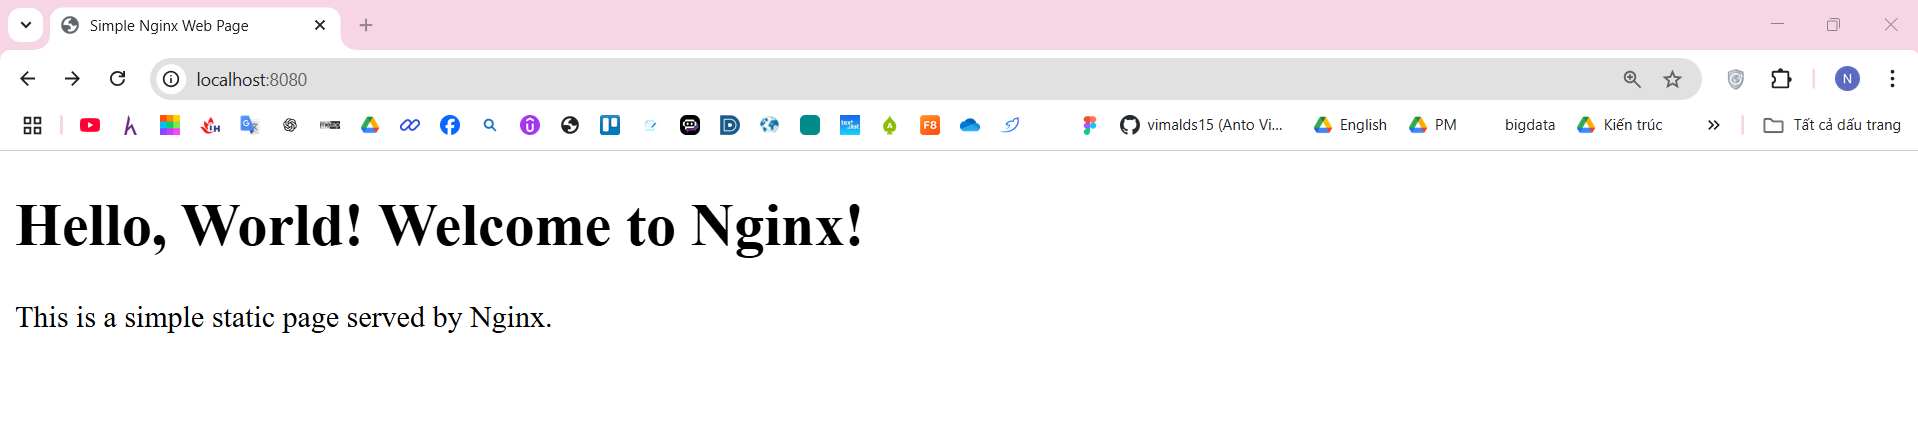 Simple Nginx Web Page
localhost:8080
N
vimalds15 (Anto Vi... English PM bigdata Kiến trúc Tất cả dấu trang
Hello, World! Welcome to Nginx!
This is a simple static page served by Nginx.